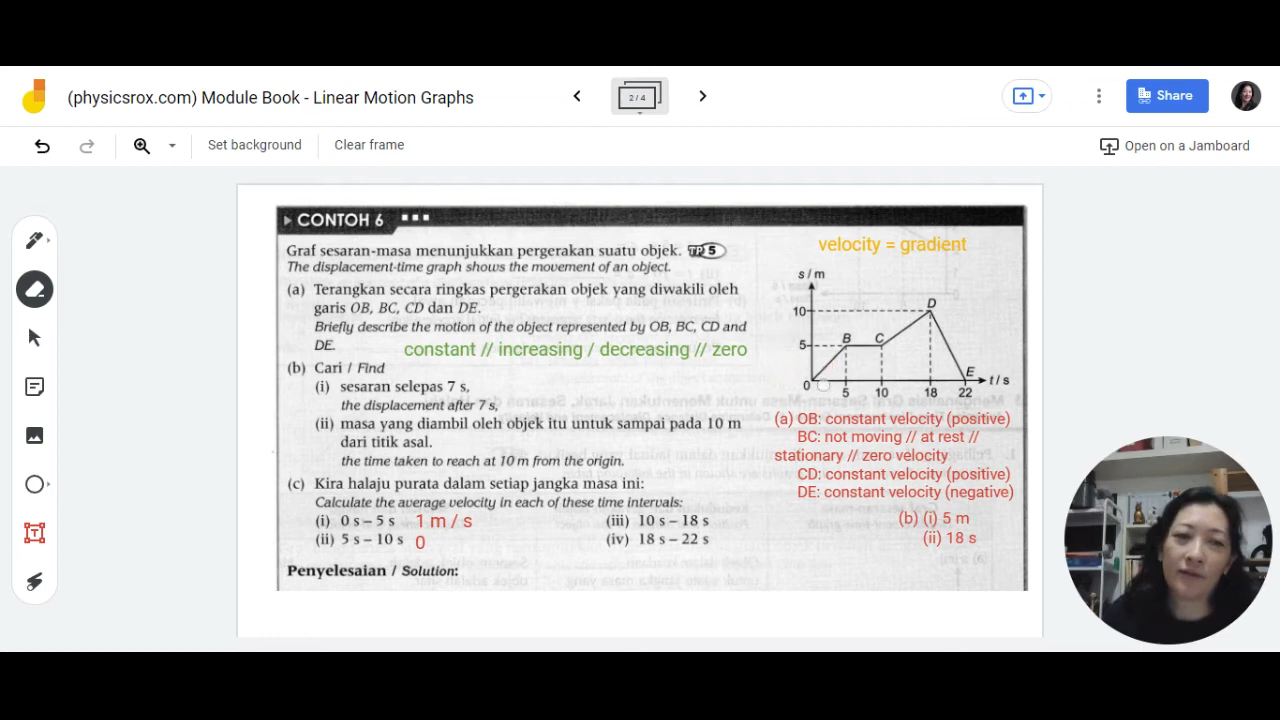 (physicsrox.com) Module Book - Linear Motion Graphs
2/4
Share
Set background
Clear frame
Open on a Jamboard
CONTOH 6
Graf sesaran-masa menunjukkan pergerakan suatu objek. TP 5
The displacement-time graph shows the movement of an object.
(a) Terangkan secara ringkas pergerakan objek yang diwakili oleh
garis OB, BC, CD dan DE.
Briefly describe the motion of the object represented by OB, BC, CD and
DE.
constant // increasing / decreasing // zero
(b) Cari / Find
(i) sesaran selepas 7 s,
the displacement after 7 s,
(ii) masa yang diambil oleh objek itu untuk sampai pada 10 m
dari titik asal.
the time taken to reach at 10 m from the origin.
(c) Kira halaju purata dalam setiap jangka masa ini:
Calculate the average velocity in each of these time intervals:
(i) 0 s – 5 s 1 m / s (iii) 10 s – 18 s
(ii) 5 s – 10 s 0 (iv) 18 s – 22 s
Penyelesaian / Solution:
velocity = gradient
s / m
D
10
B C
5
E
0 5 10 18 22 t / s
(a) OB: constant velocity (positive)
BC: not moving // at rest //
stationary // zero velocity
CD: constant velocity (positive)
DE: constant velocity (negative)
(b) (i) 5 m
(ii) 18 s